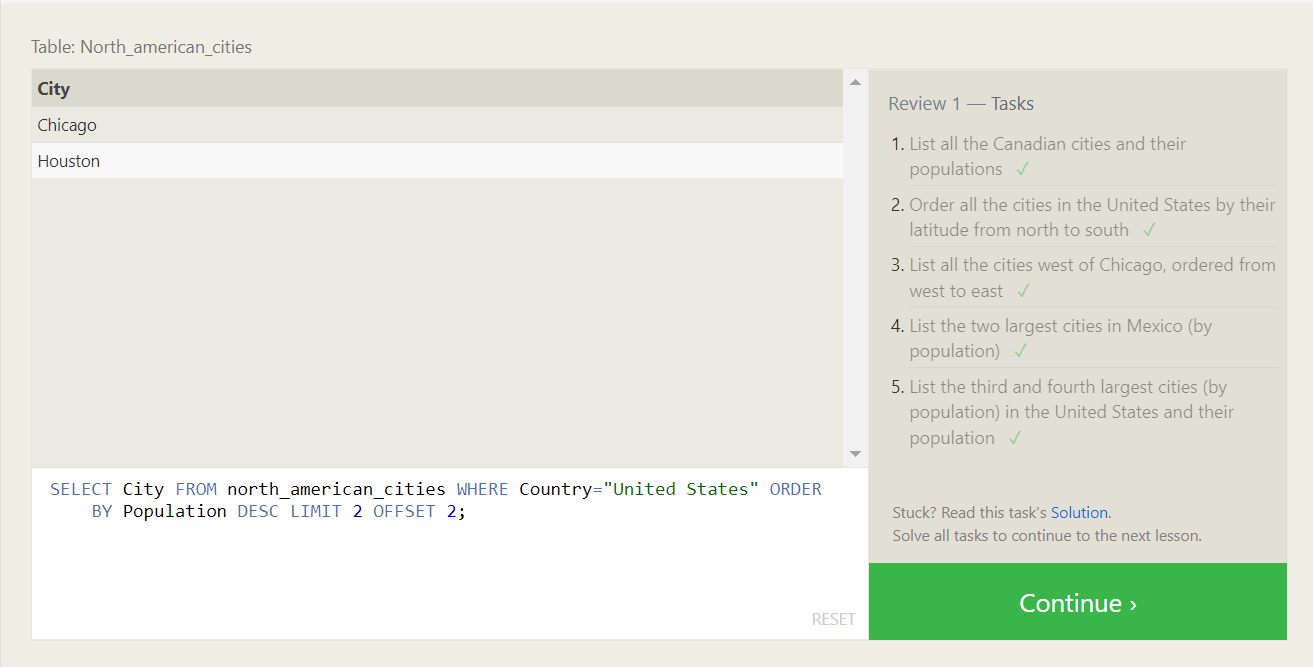 Table: North_american_cities
City
Chicago
Houston
SELECT City FROM north_american_cities WHERE Country="United States" ORDER
BY Population DESC LIMIT 2 OFFSET 2;
RESET
Review 1 — Tasks
1. List all the Canadian cities and their
populations ✓
2. Order all the cities in the United States by their
latitude from north to south ✓
3. List all the cities west of Chicago, ordered from
west to east ✓
4. List the two largest cities in Mexico (by
population) ✓
5. List the third and fourth largest cities (by
population) in the United States and their
population ✓
Stuck? Read this task's Solution.
Solve all tasks to continue to the next lesson.
Continue ›